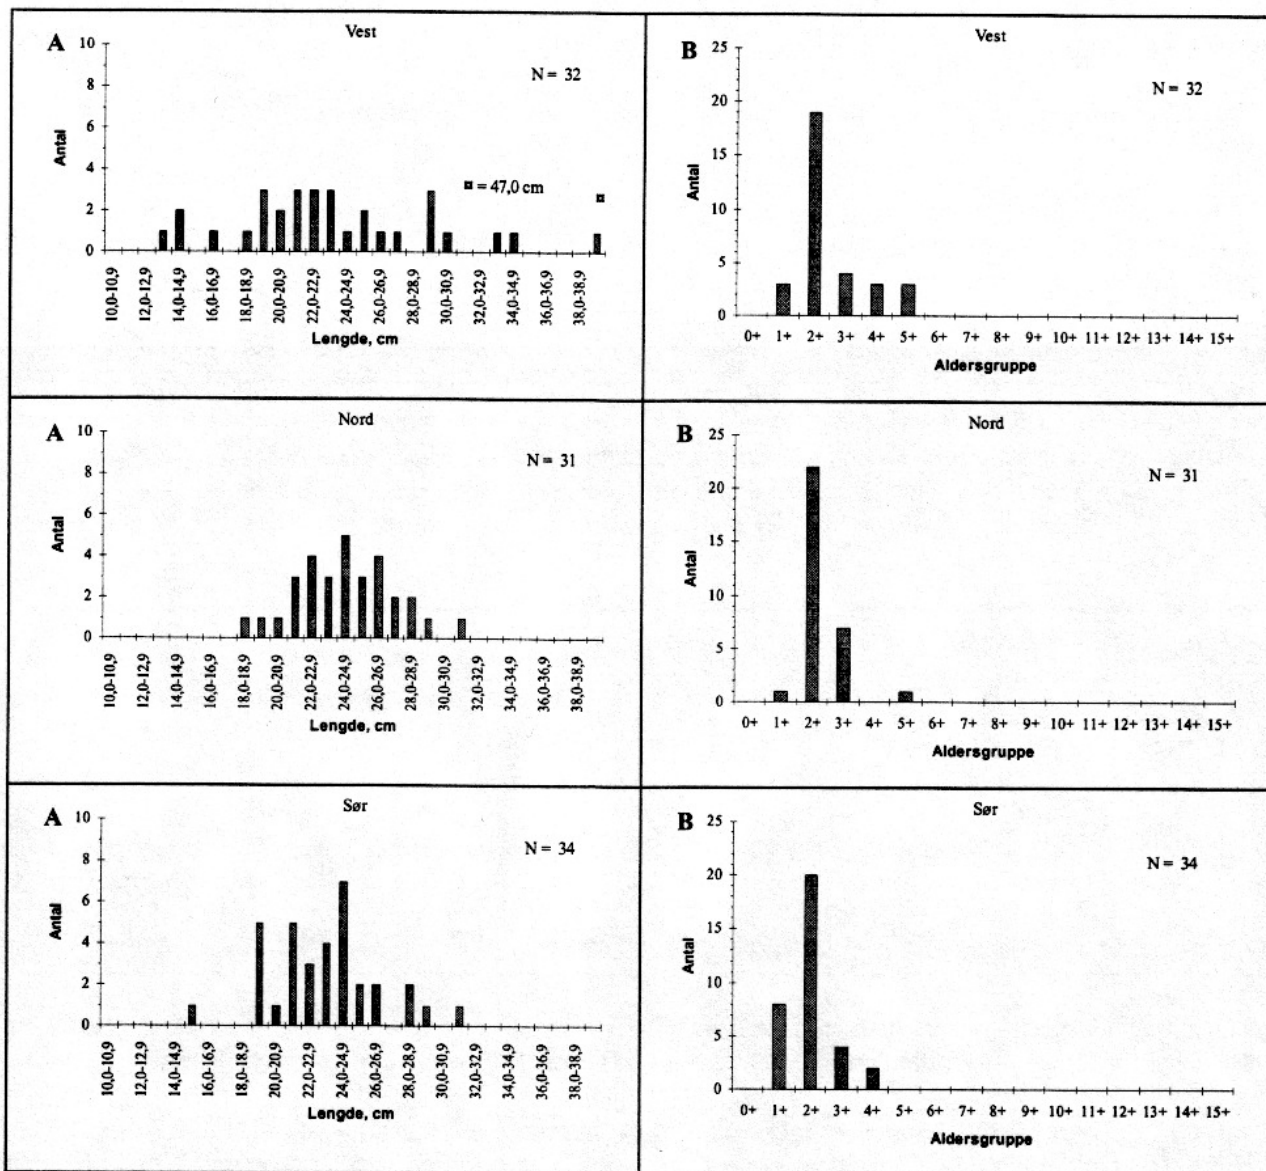 A
Vest
N = 32
¤ = 47,0 cm
Antal
10
8
6
4
2
0
10,0-10,9 12,0-12,9 14,0-14,9 16,0-16,9 18,0-18,9 20,0-20,9 22,0-22,9 24,0-24,9 26,0-26,9 28,0-28,9 30,0-30,9 32,0-32,9 34,0-34,9 36,0-36,9 38,0-38,9
Lengde, cm
B
Vest
N = 32
Antal
25
20
15
10
5
0
0+ 1+ 2+ 3+ 4+ 5+ 6+ 7+ 8+ 9+ 10+ 11+ 12+ 13+ 14+ 15+
Aldersgruppe
A
Nord
N = 31
Antal
10
8
6
4
2
0
10,0-10,9 12,0-12,9 14,0-14,9 16,0-16,9 18,0-18,9 20,0-20,9 22,0-22,9 24,0-24,9 26,0-26,9 28,0-28,9 30,0-30,9 32,0-32,9 34,0-34,9 36,0-36,9 38,0-38,9
Lengde, cm
B
Nord
N = 31
Antal
25
20
15
10
5
0
0+ 1+ 2+ 3+ 4+ 5+ 6+ 7+ 8+ 9+ 10+ 11+ 12+ 13+ 14+ 15+
Aldersgruppe
A
Sør
N = 34
Antal
10
8
6
4
2
0
10,0-10,9 12,0-12,9 14,0-14,9 16,0-16,9 18,0-18,9 20,0-20,9 22,0-22,9 24,0-24,9 26,0-26,9 28,0-28,9 30,0-30,9 32,0-32,9 34,0-34,9 36,0-36,9 38,0-38,9
Lengde, cm
B
Sør
N = 34
Antal
25
20
15
10
5
0
0+ 1+ 2+ 3+ 4+ 5+ 6+ 7+ 8+ 9+ 10+ 11+ 12+ 13+ 14+ 15+
Aldersgruppe